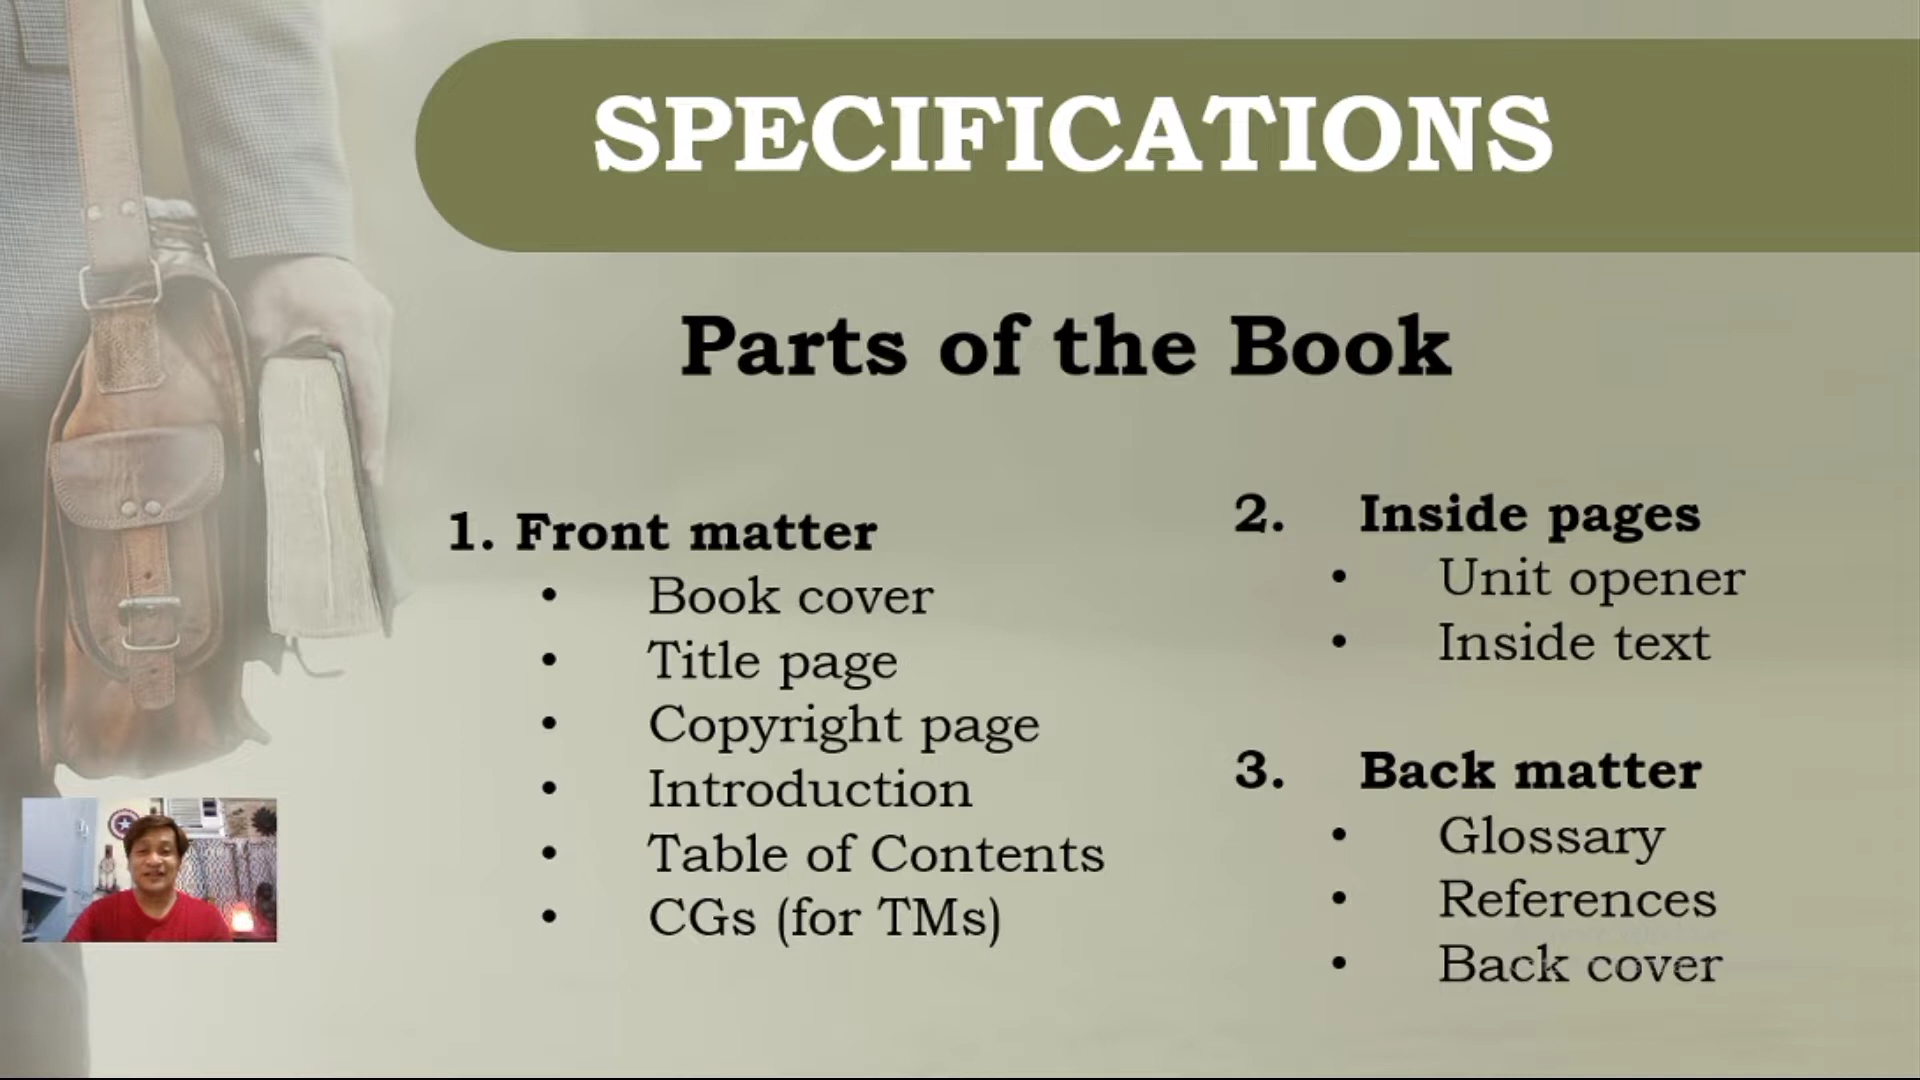 SPECIFICATIONS
Parts of the Book
1. Front matter
• Book cover
• Title page
• Copyright page
• Introduction
• Table of Contents
• CGs (for TMs)
2. Inside pages
• Unit opener
• Inside text
3. Back matter
• Glossary
• References
• Back cover